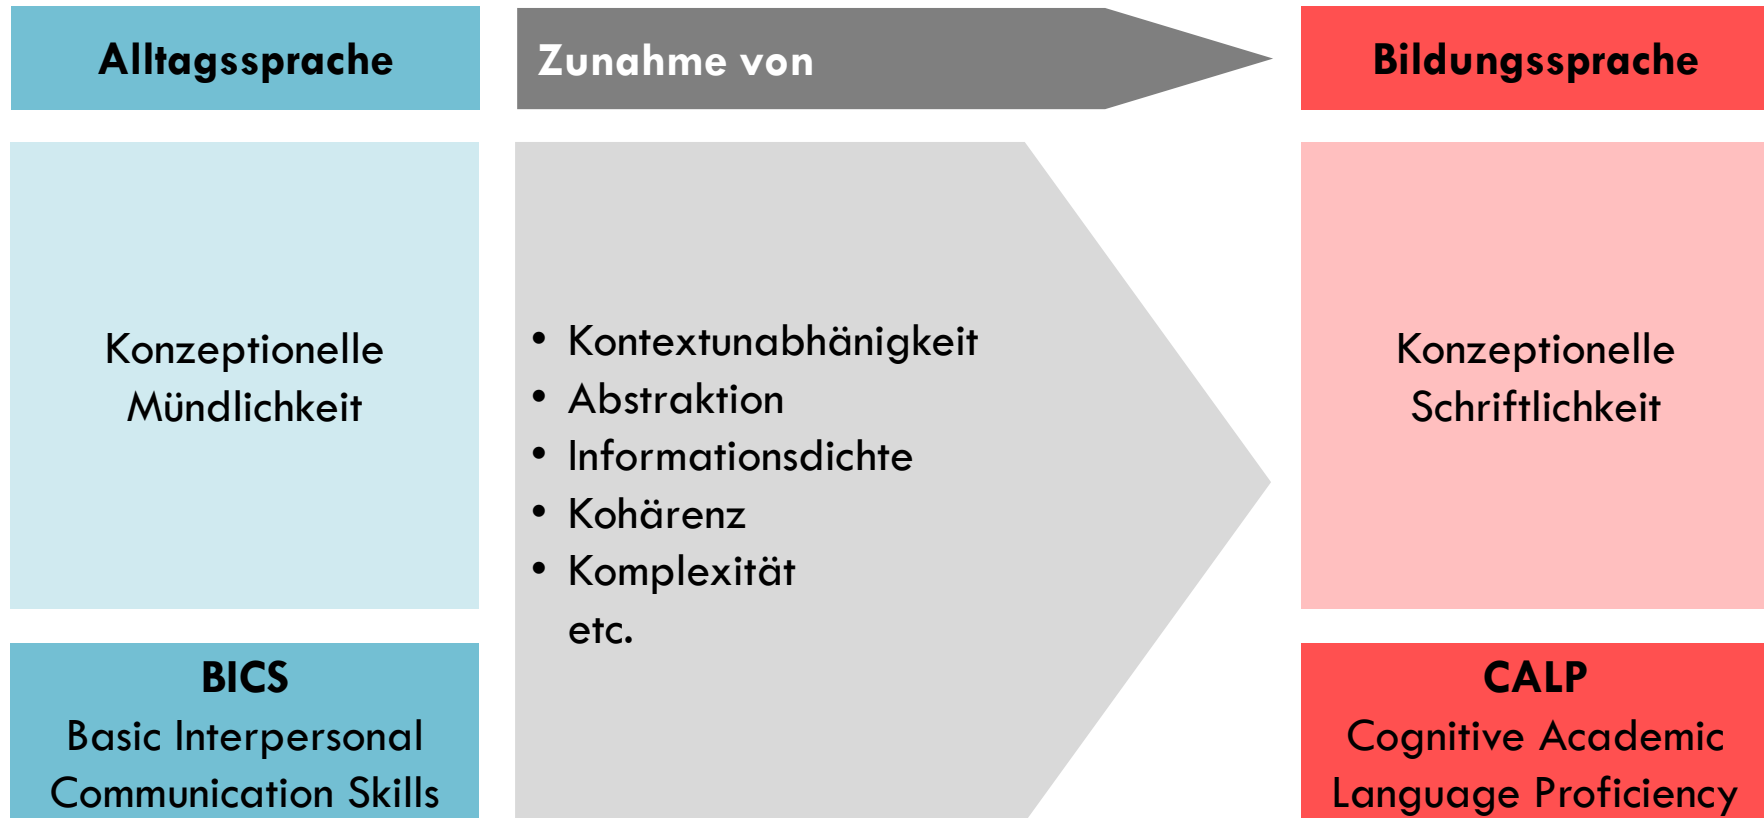 Alltagssprache
Zunahme von
Bildungssprache
Konzeptionelle
Mündlichkeit
• Kontextunabhänigkeit
• Abstraktion
• Informationsdichte
• Kohärenz
• Komplexität
etc.
Konzeptionelle
Schriftlichkeit
BICS
Basic Interpersonal
Communication Skills
CALP
Cognitive Academic
Language Proficiency